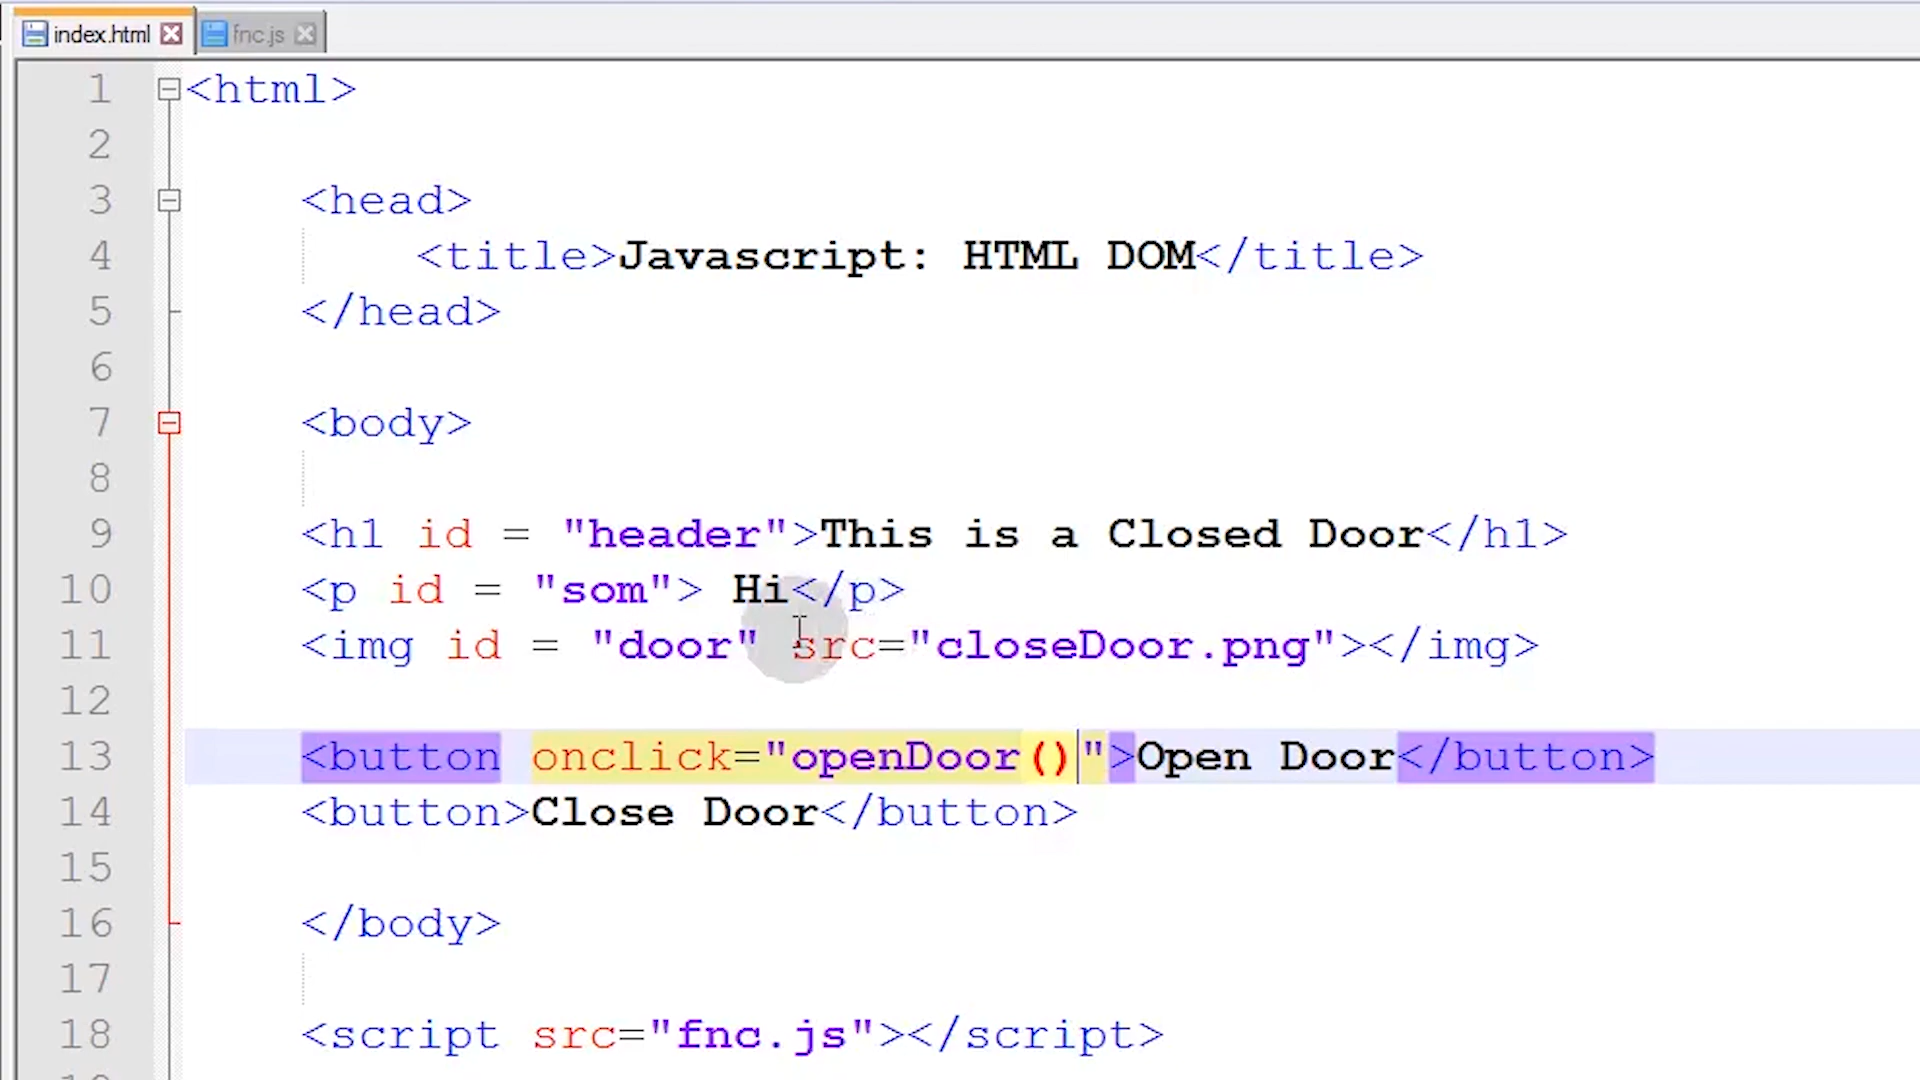 index.html fnc.js
1 <html>
2
3 <head>
4 <title>Javascript: HTML DOM</title>
5 </head>
6
7 <body>
8
9 <h1 id = "header">This is a Closed Door</h1>
10 <p id = "som"> Hi</p>
11 <img id = "door" src="closeDoor.png"></img>
12
13 <button onclick="openDoor()">Open Door</button>
14 <button>Close Door</button>
15
16 </body>
17
18 <script src="fnc.js"></script>